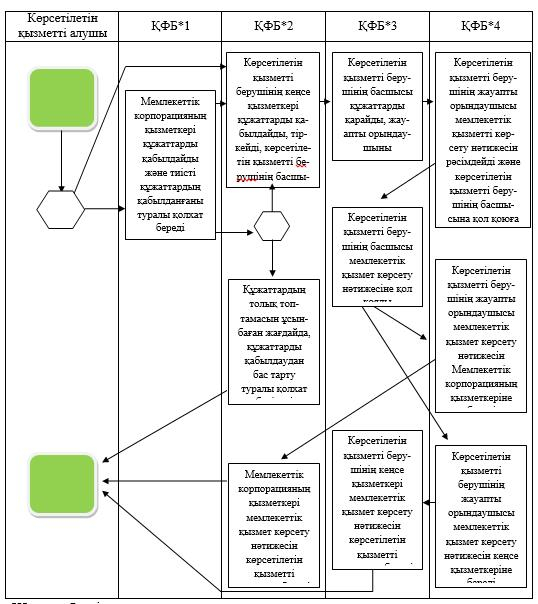 Көрсетілетін
қызметті алушы
ҚФБ*1
ҚФБ*2
ҚФБ*3
ҚФБ*4
Мемлекеттік
корпорацияның
қызметкері
құжаттарды
қабылдайды
және тиісті
құжаттардың
қабылданғаны
туралы қолхат
береді
Көрсетілетін
қызметті
берушінің кеңсе
қызметкері
құжаттарды қа-
былдайды, тір-
кейді, көрсетіле-
тін қызметті бе-
рушінің басшы-
Көрсетілетін
қызметті беру-
шінің басшысы
құжаттарды
қарайды, жау-
апты орындау-
шыны
Көрсетілетін
қызметті беру-
шінің жауапты
орындаушысы
мемлекеттік
қызметті көр-
сету нәтижесін
ресімдейді және
көрсетілетін
қызметті беру-
шінің басшы-
сына қол қоюға
Көрсетілетін
қызметті беру-
шінің басшысы
мемлекеттік
қызмет көрсету
нәтижесіне қол
Құжаттардың
толық топ-
тамасын ұсын-
баған жағдайда,
құжаттарды
қабылдаудан
бас тарту
туралы қолхат
Көрсетілетін
қызметті беру-
шінің жауапты
орындаушысы
мемлекеттік
қызмет көрсету
нәтижесін
Мемлекеттік
корпорацияның
қызметкеріне
Мемлекеттік
корпорацияның
қызметкері
мемлекеттік
қызмет көрсету
нәтижесін
көрсетілетін
қызметті
Көрсетілетін
қызметті беру-
шінің кеңсе
қызметкері
мемлекеттік
қызмет көрсету
нәтижесін
көрсетілетін
қызметті
Көрсетілетін
қызметті
берушінің
жауапты
орындаушысы
мемлекеттік
қызмет көрсету
нәтижесін кеңсе
қызметкеріне
береді